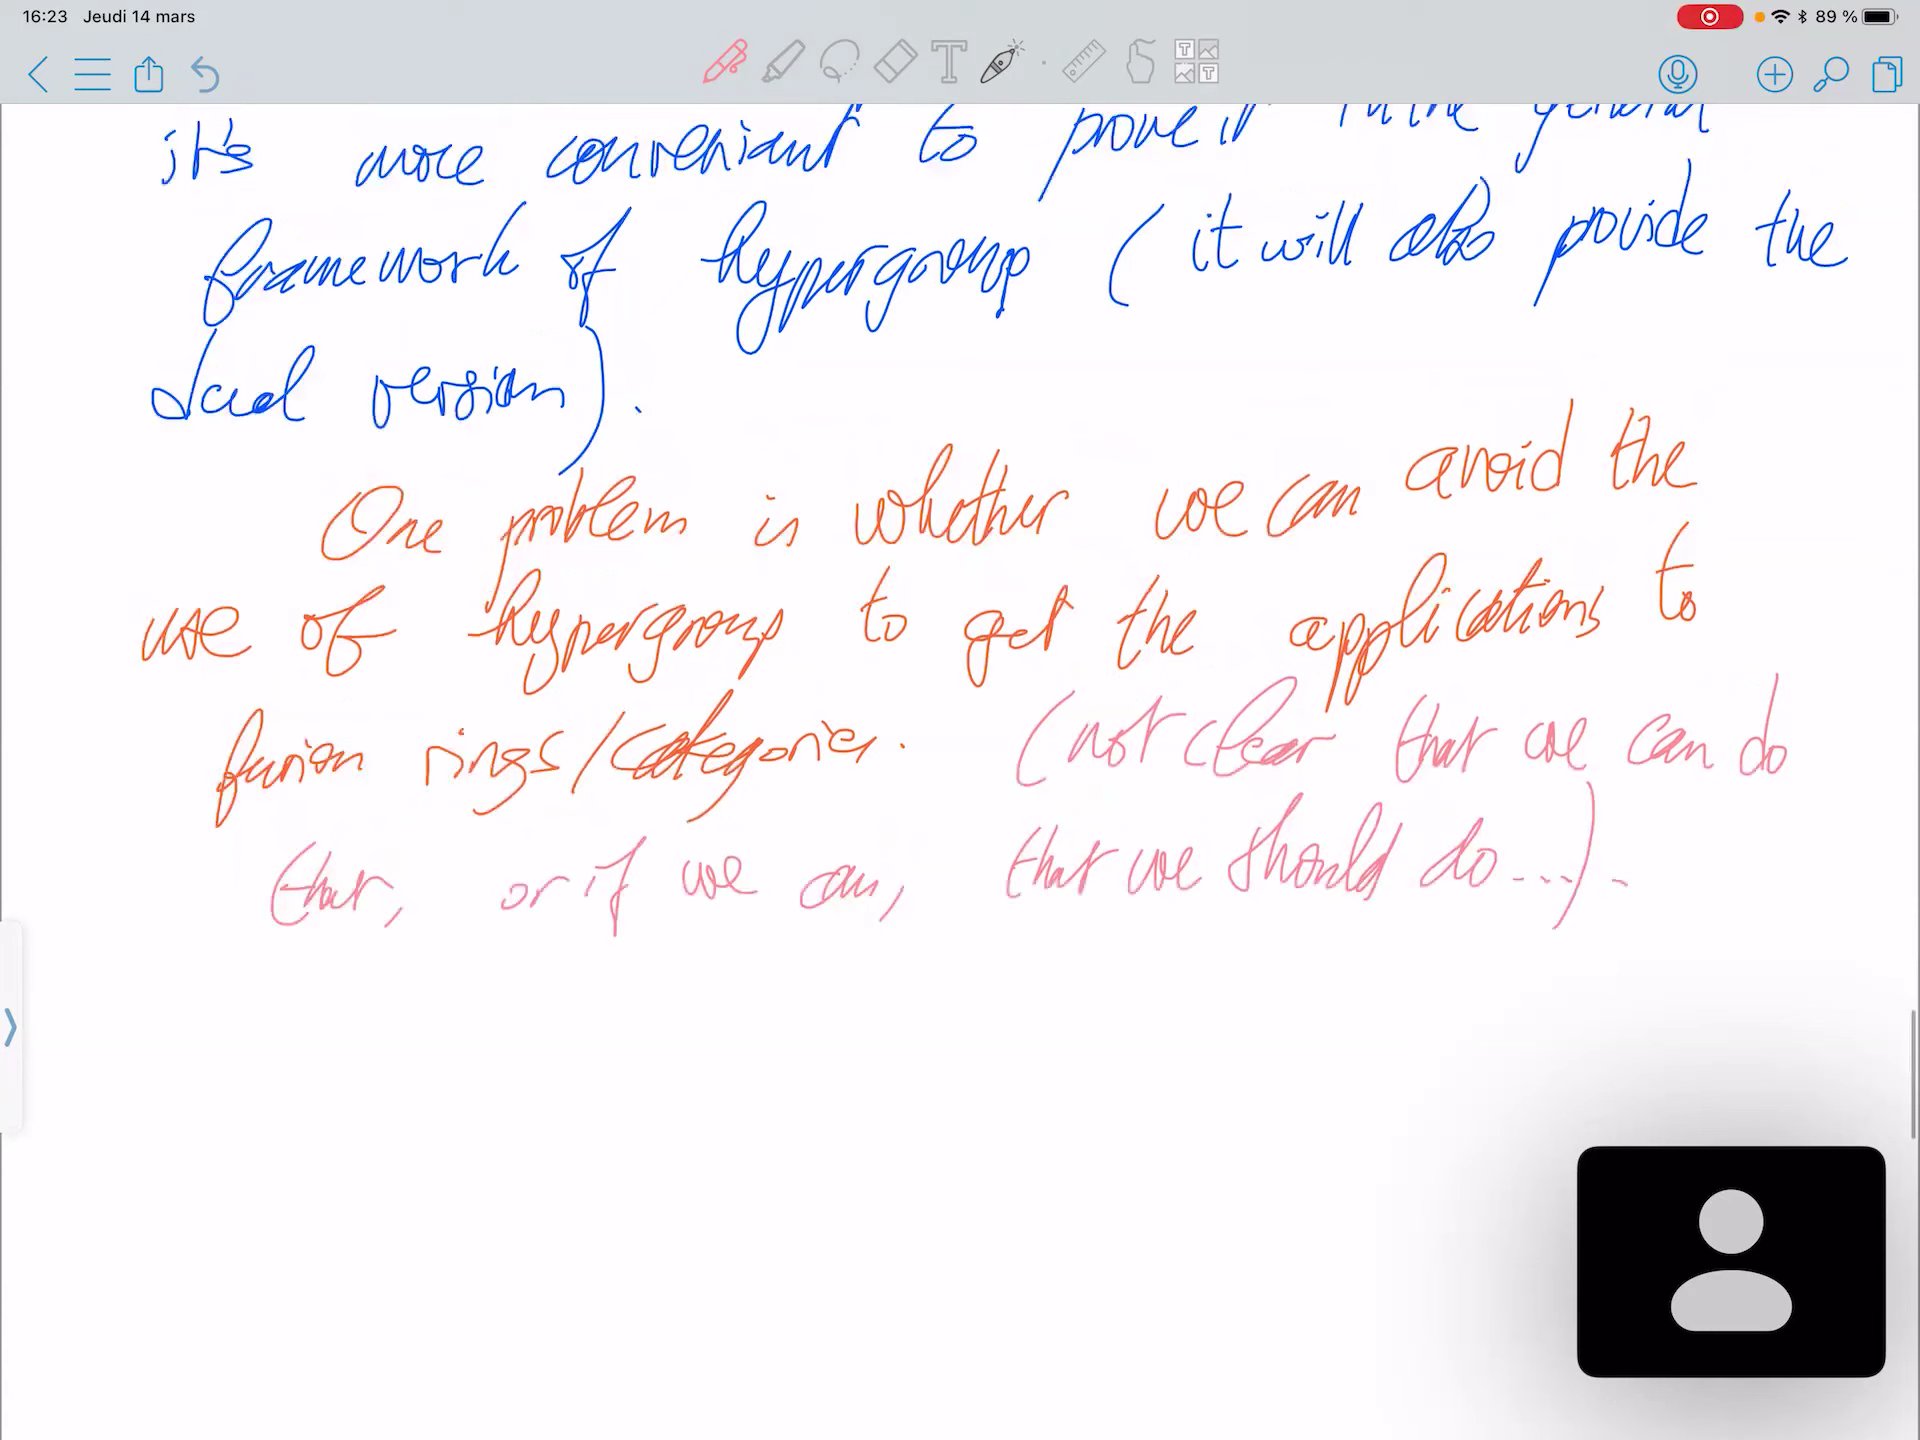 16:23 Jeudi 14 mars 89 %
it's more convenient to prove it in the general
framework of hypergroup (it will also provide the
dual version).
One problem is whether we can avoid the
use of hypergroup to get the applications to
fusion rings/categories. (not clear that we can do
that, or if we can, that we should do...).